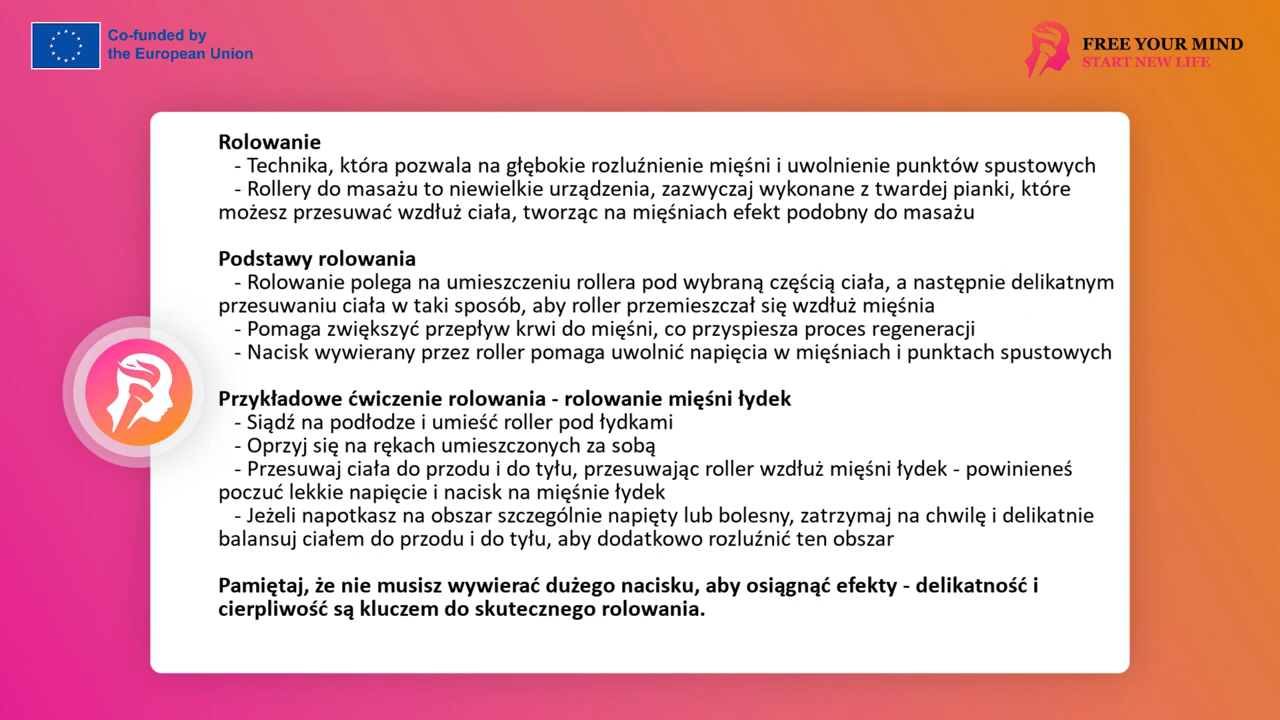 Co-funded by
the European Union
FREE YOUR MIND
START NEW LIFE
Rolowanie
- Technika, która pozwala na głębokie rozluźnienie mięśni i uwolnienie punktów spustowych
- Rollery do masażu to niewielkie urządzenia, zazwyczaj wykonane z twardej pianki, które
możesz przesuwać wzdłuż ciała, tworząc na mięśniach efekt podobny do masażu
Podstawy rolowania
- Rolowanie polega na umieszczeniu rollera pod wybraną częścią ciała, a następnie delikatnym
przesuwaniu ciała w taki sposób, aby roller przemieszczał się wzdłuż mięśnia
- Pomaga zwiększyć przepływ krwi do mięśni, co przyspiesza proces regeneracji
- Nacisk wywierany przez roller pomaga uwolnić napięcia w mięśniach i punktach spustowych
Przykładowe ćwiczenie rolowania - rolowanie mięśni łydek
- Siądź na podłodze i umieść roller pod łydkami
- Oprzyj się na rękach umieszczonych za sobą
- Przesuwaj ciała do przodu i do tyłu, przesuwając roller wzdłuż mięśni łydek - powinieneś
poczuć lekkie napięcie i nacisk na mięśnie łydek
- Jeżeli napotkasz na obszar szczególnie napięty lub bolesny, zatrzymaj na chwilę i delikatnie
balansuj ciałem do przodu i do tyłu, aby dodatkowo rozluźnić ten obszar
Pamiętaj, że nie musisz wywierać dużego nacisku, aby osiągnąć efekty - delikatność i
cierpliwość są kluczem do skutecznego rolowania.